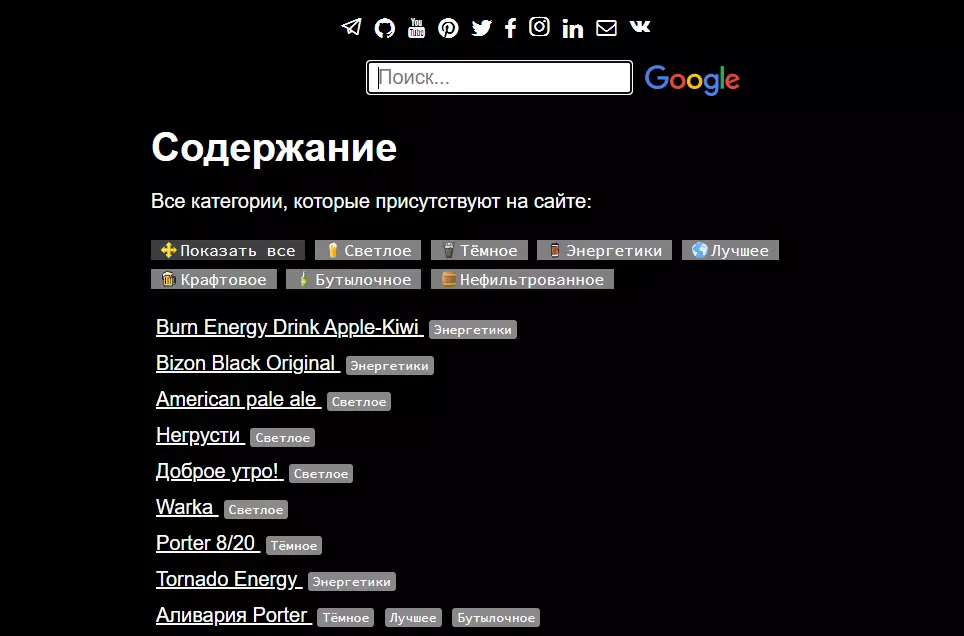 You Tube
Поиск... Google
Содержание
Все категории, которые присутствуют на сайте:
Показать все Светлое Тёмное Энергетики Лучшее
Крафтовое Бутылочное Нефильтрованное
Burn Energy Drink Apple-Kiwi Энергетики
Bizon Black Original Энергетики
American pale ale Светлое
Негрусти Светлое
Доброе утро! Светлое
Warka Светлое
Porter 8/20 Тёмное
Tornado Energy Энергетики
Аливария Porter Тёмное Лучшее Бутылочное